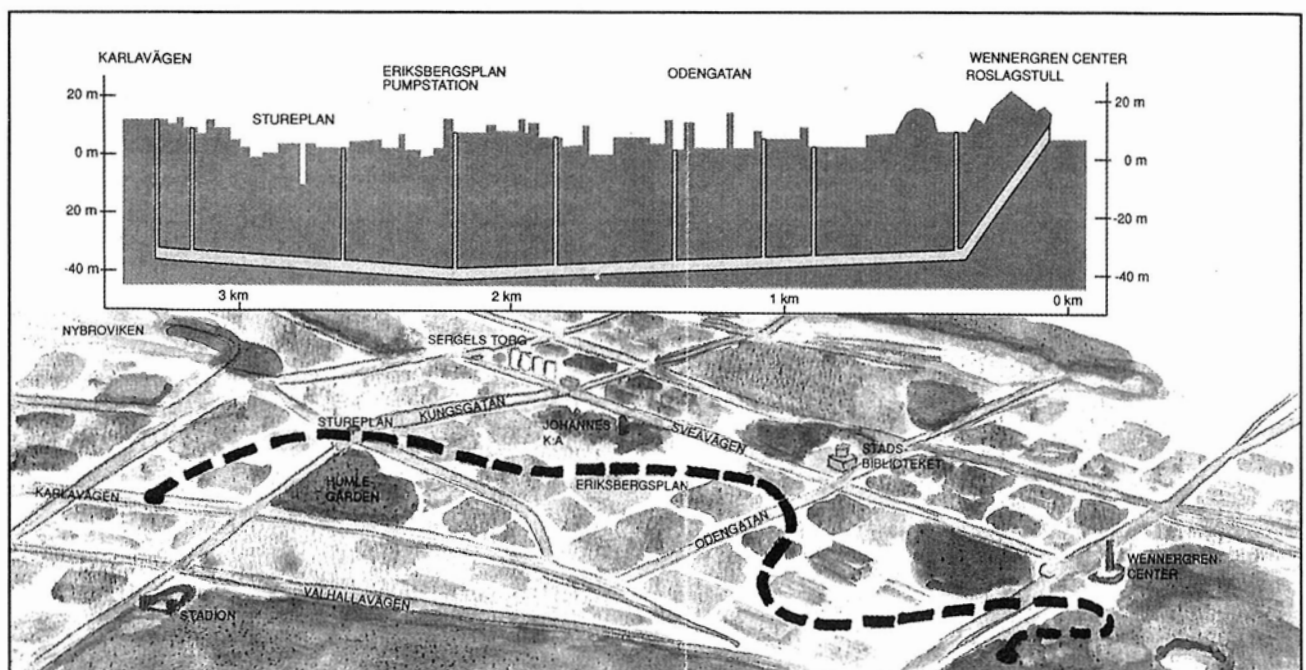 KARLAVÄGEN
ERIKSBERGSPLAN
PUMPSTATION
ODENGATAN
WENNERGREN CENTER
ROSLAGSTULL
20 m
STUREPLAN
20 m
0 m
0 m
20 m
-20 m
-40 m
-40 m
3 km
2 km
1 km
0 km
NYBROVIKEN
SERGELS TORG
KUNGSGATAN
STUREPLAN
JOHANNES
K:A
SVEAVÄGEN
STADS-
BIBLIOTEKET
KARLAVÄGEN
HUMLE-
GÅRDEN
ERIKSBERGSPLAN
ODENGATAN
WENNERGREN-
CENTER
VALHALLAVÄGEN
STADION